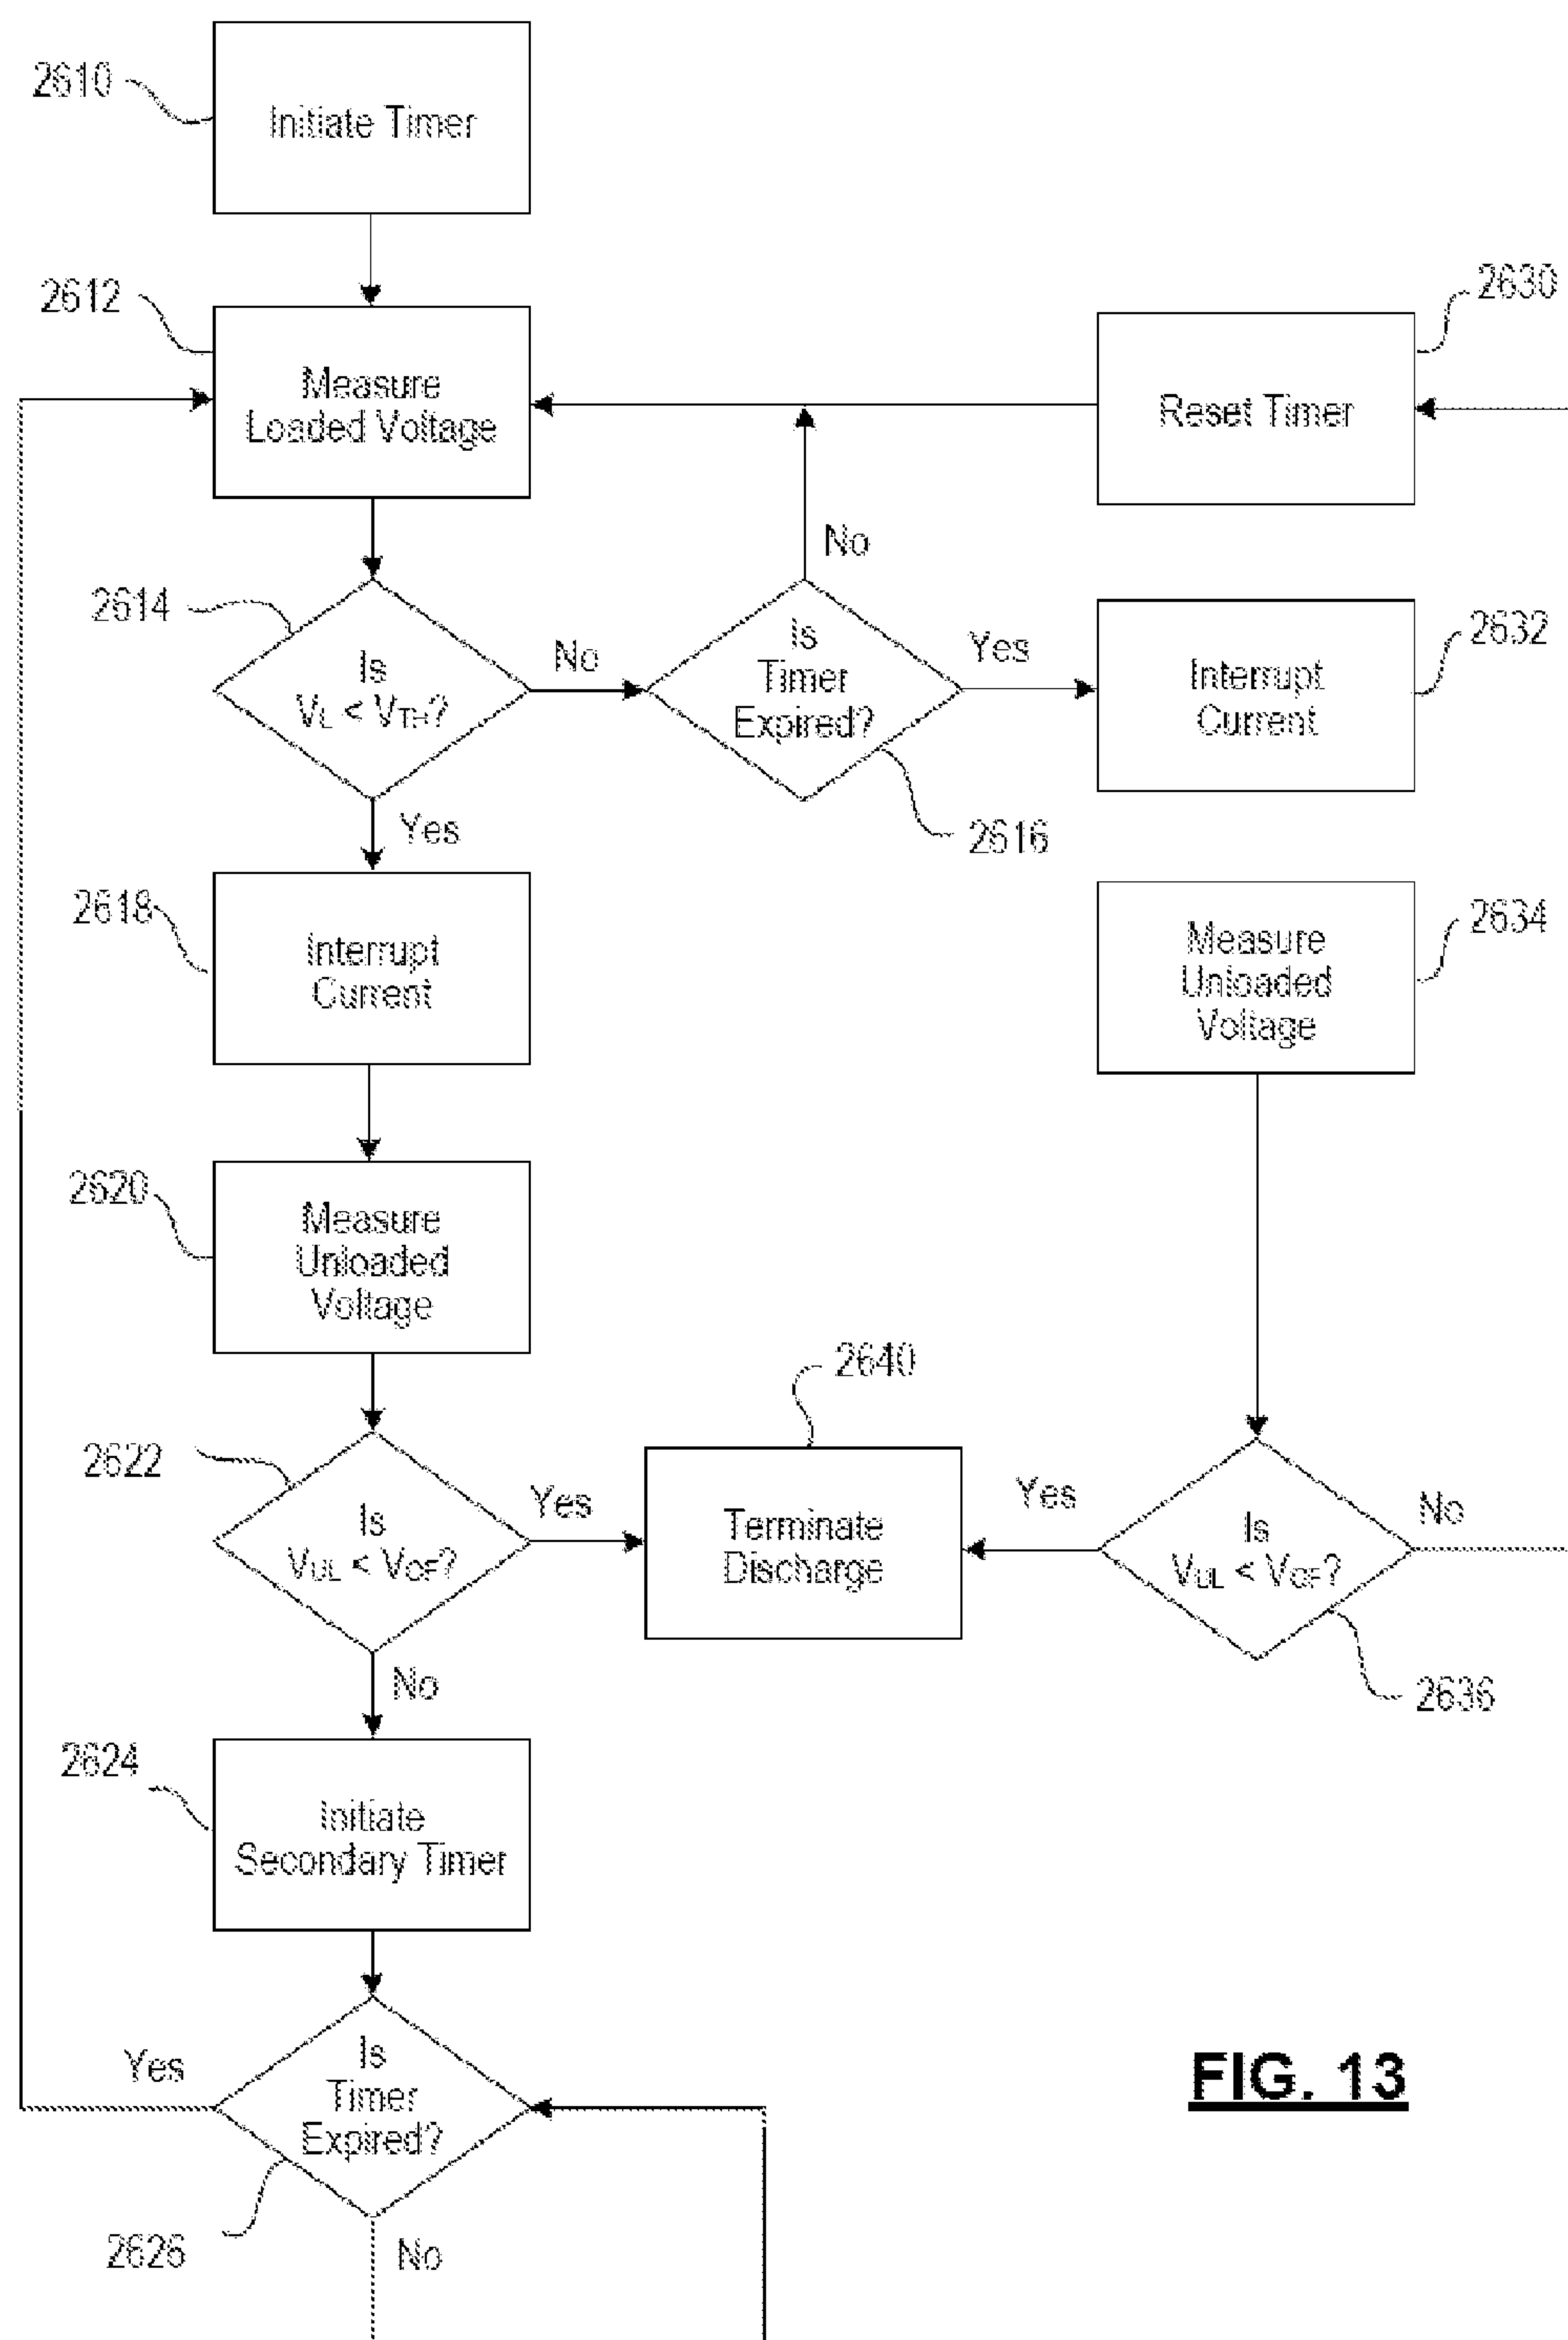 2610
Initiate Timer
2612
Measure
Loaded Voltage
2630
Reset Timer
2614
Is
VL < VTH?
No
Is
Timer
Expired?
No
Yes
2616
2632
Interrupt
Current
Yes
2618
Interrupt
Current
2634
Measure
Unloaded
Voltage
2620
Measure
Unloaded
Voltage
2622
Is
VUL < VCF?
Yes
2640
Terminate
Discharge
Yes
Is
VUL < VCF?
No
2636
No
2624
Initiate
Secondary Timer
Yes
Is
Timer
Expired?
2626
No
FIG. 13